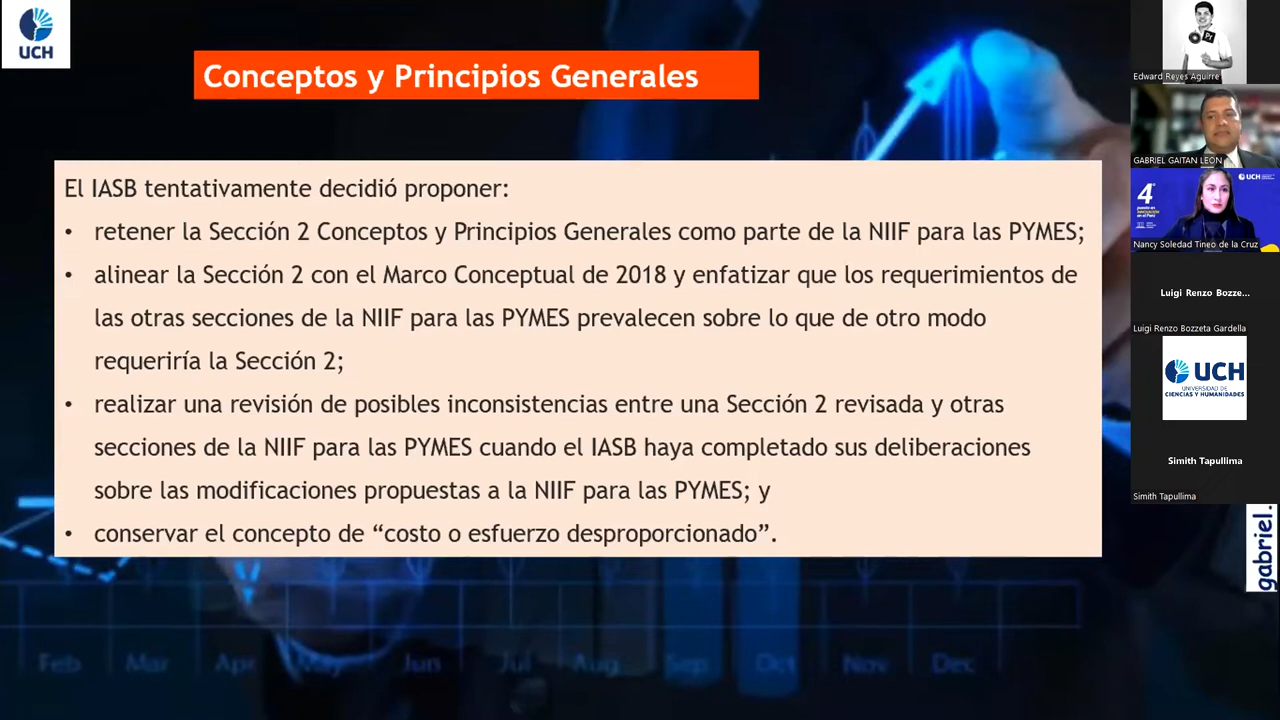 UCH
Conceptos y Principios Generales
El IASB tentativamente decidió proponer:
• retener la Sección 2 Conceptos y Principios Generales como parte de la NIIF para las PYMES;
• alinear la Sección 2 con el Marco Conceptual de 2018 y enfatizar que los requerimientos de
las otras secciones de la NIIF para las PYMES prevalecen sobre lo que de otro modo
requeriría la Sección 2;
• realizar una revisión de posibles inconsistencias entre una Sección 2 revisada y otras
secciones de la NIIF para las PYMES cuando el IASB haya completado sus deliberaciones
sobre las modificaciones propuestas a la NIIF para las PYMES; y
• conservar el concepto de “costo o esfuerzo desproporcionado”.
Feb Mar Apr May Jun Jul Aug Sep Oct Nov Dec
Pr
Edward Reyes Aguirre
GABRIEL GAITAN LEON
UCH
4°
Nancy Soledad Tineo de la Cruz
Luigi Renzo Bozze...
Luigi Renzo Bozzeta Gardella
UCH
UNIVERSIDAD DE
CIENCIAS Y HUMANIDADES
Simith Tapullima
Simith Tapullima
gabriel.